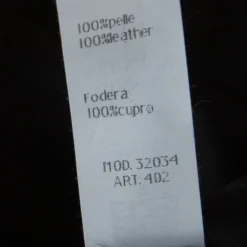 100%pelle
100%leather
Fodera
100%cupro
MOD. 32034
ART. 402